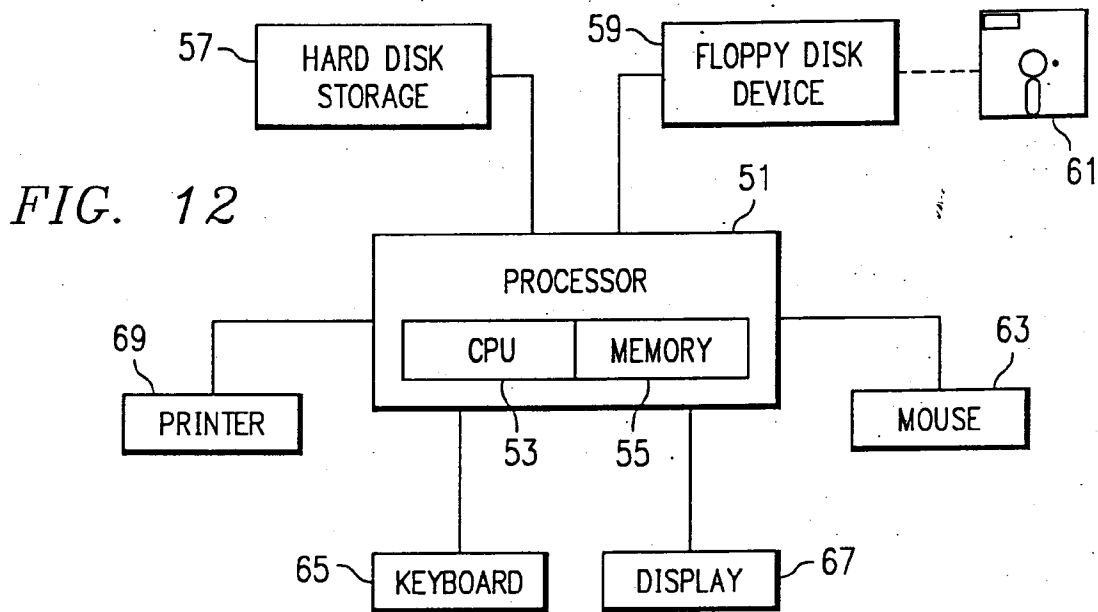 57
HARD DISK
STORAGE
59
FLOPPY DISK
DEVICE
61
FIG. 12
51
PROCESSOR
CPU
MEMORY
53
55
69
PRINTER
63
MOUSE
65
KEYBOARD
DISPLAY
67